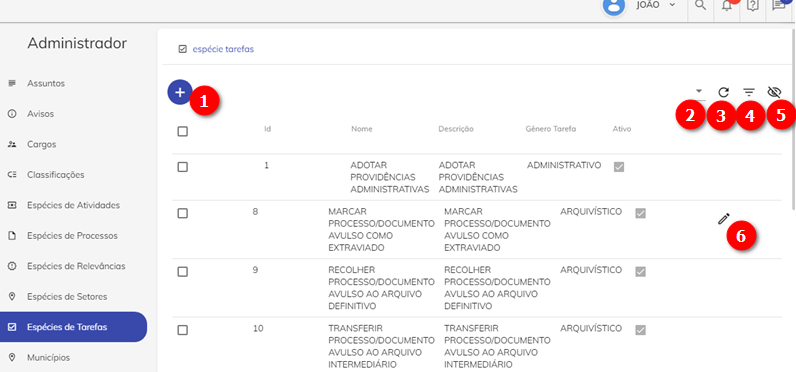 JOÃO
Administrador
espécie tarefas
Assuntos
1
2 3 4 5
Id Nome Descrição Gênero Tarefa Ativo
Avisos
Cargos
Classificações
Espécies de Atividades
Espécies de Processos
Espécies de Relevâncias
Espécies de Setores
Espécies de Tarefas
Municípios
1 ADOTAR ADOTAR ADMINISTRATIVO
PROVIDÊNCIAS PROVIDÊNCIAS
ADMINISTRATIVAS ADMINISTRATIVAS
8 MARCAR MARCAR ARQUIVÍSTICO
PROCESSO/DOCUMENTO PROCESSO/DOCUMENTO
AVULSO COMO AVULSO COMO
EXTRAVIADO EXTRAVIADO
6
9 RECOLHER RECOLHER ARQUIVÍSTICO
PROCESSO/DOCUMENTO PROCESSO/DOCUMENTO
AVULSO AO ARQUIVO AVULSO AO ARQUIVO
DEFINITIVO DEFINITIVO
10 TRANSFERIR TRANSFERIR ARQUIVÍSTICO
PROCESSO/DOCUMENTO PROCESSO/DOCUMENTO
AVULSO AO ARQUIVO AVULSO AO ARQUIVO
INTERMEDIÁRIO INTERMEDIÁRIO